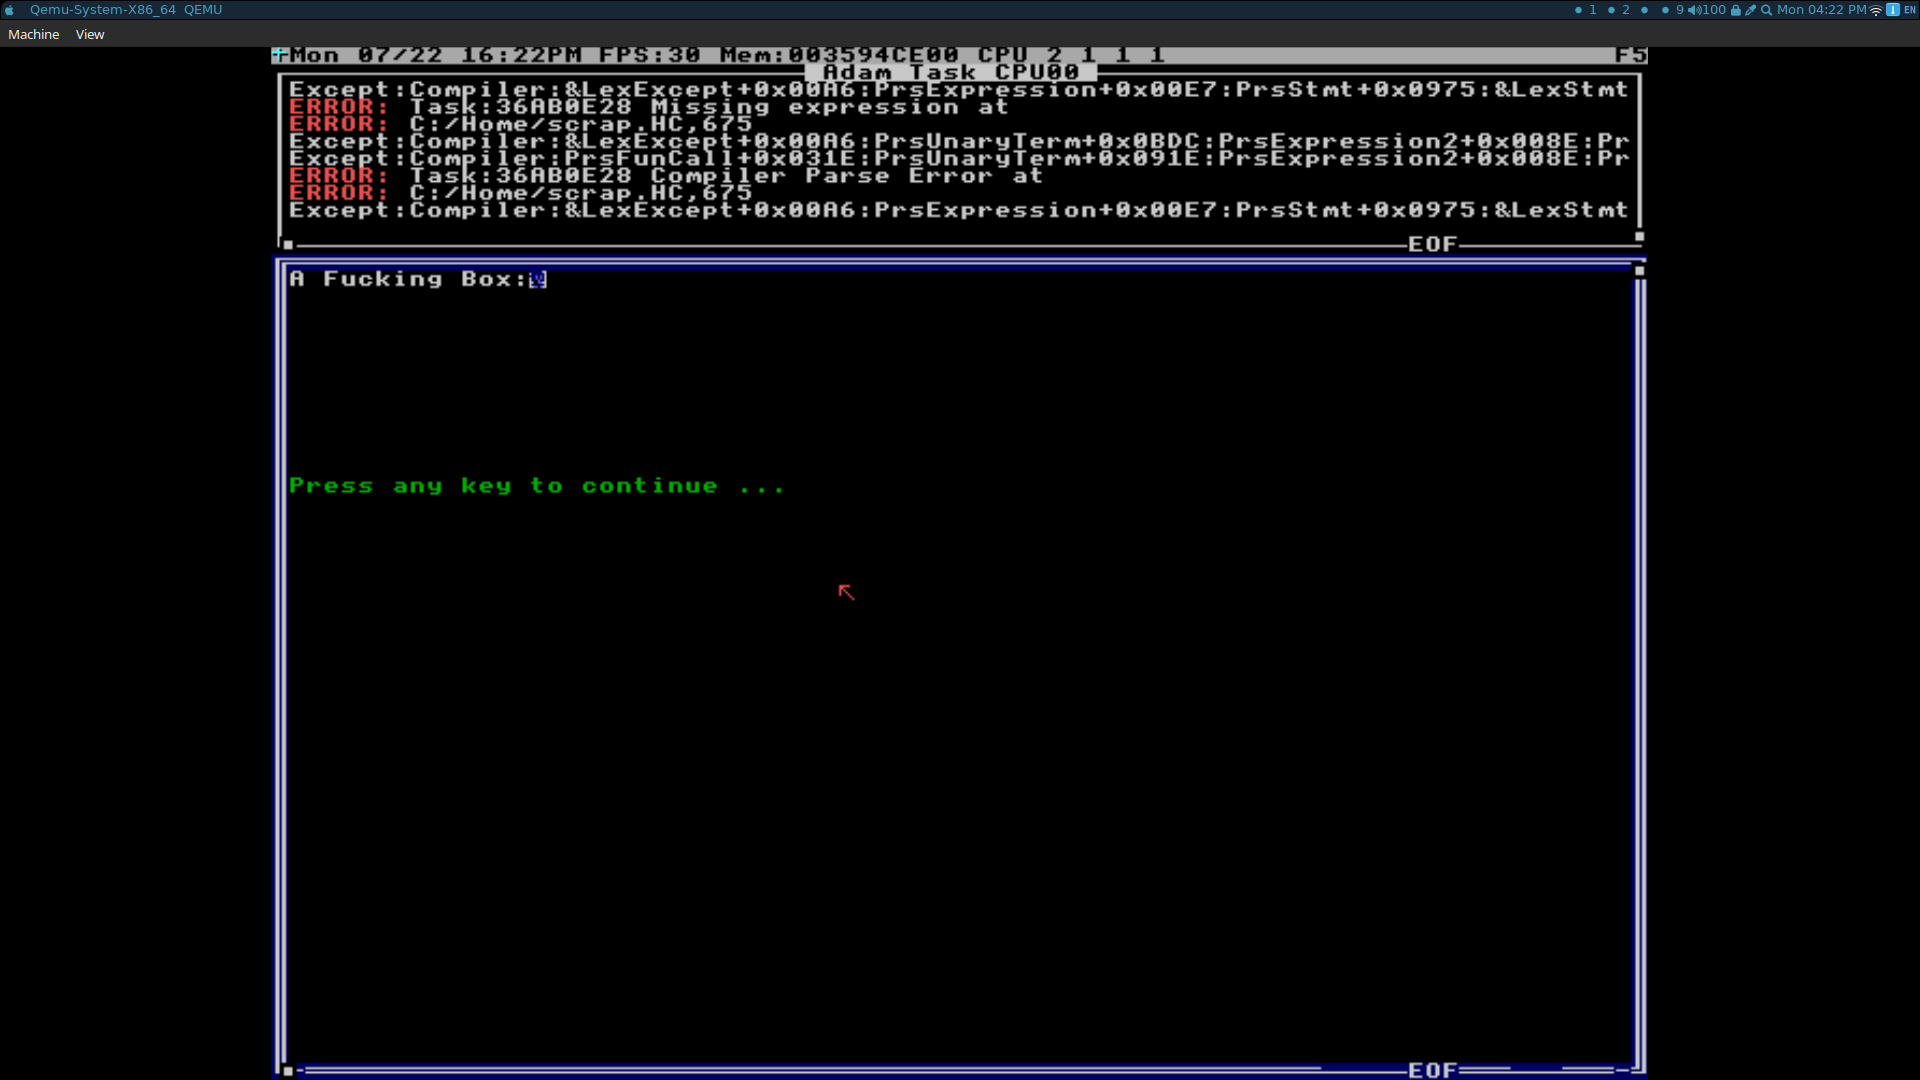 Qemu-System-X86_64 QEMU
1 2 9 100 Mon 04:22 PM EN
Machine View
Mon 07/22 16:22PM FPS:30 Mem:003594CE00 CPU 2 1 1 1 F5
Adam Task CPU00
Except:Compiler:&LexExcept+0x00A6:PrsExpression+0x00E7:PrsStmt+0x0975:&LexStmt
ERROR: Task:36AB0E28 Missing expression at
ERROR: C:/Home/scrap.HC,675
Except:Compiler:&LexExcept+0x00A6:PrsUnaryTerm+0x0BDC:PrsExpression2+0x008E:Pr
Except:Compiler:PrsFunCall+0x031E:PrsUnaryTerm+0x091E:PrsExpression2+0x008E:Pr
ERROR: Task:36AB0E28 Compiler Parse Error at
ERROR: C:/Home/scrap.HC,675
Except:Compiler:&LexExcept+0x00A6:PrsExpression+0x00E7:PrsStmt+0x0975:&LexStmt
EOF
A Fucking Box:
Press any key to continue ...
EOF